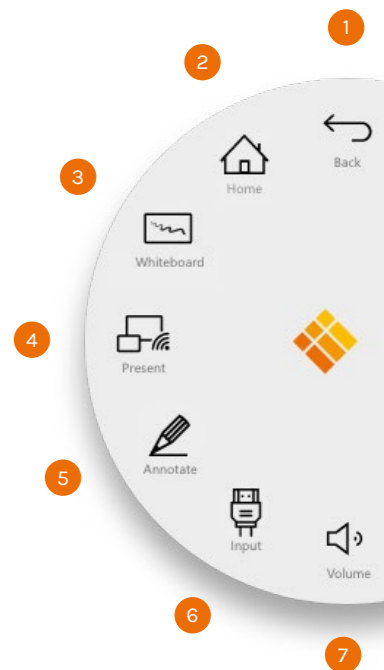 1
2
Back
Home
3
Whiteboard
4
Present
5
Annotate
Input
Volume
6
7